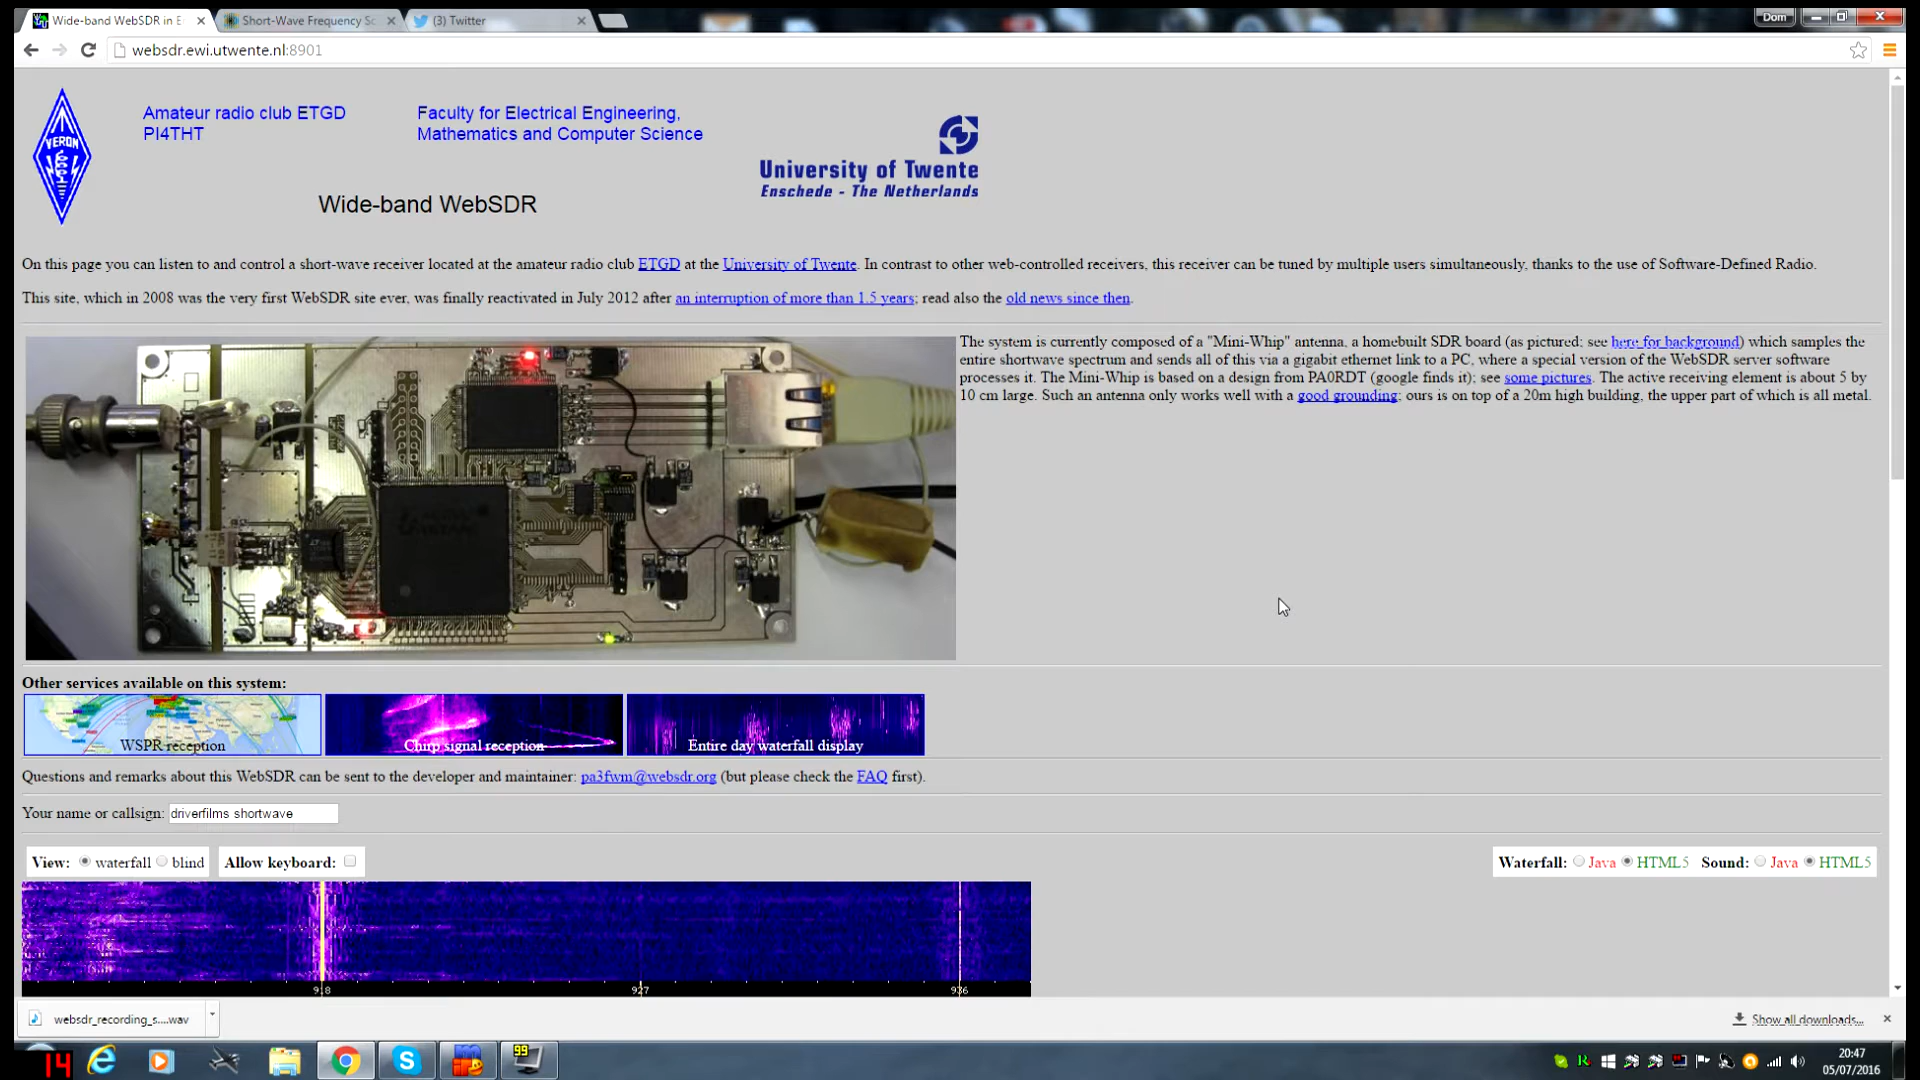 Wide-band WebSDR in E
Short-Wave Frequency Sc
(3) Twitter
Dom
websdr.ewi.utwente.nl:8901
VERON
Amateur radio club ETGD
PI4THT
Faculty for Electrical Engineering,
Mathematics and Computer Science
University of Twente
Enschede - The Netherlands
Wide-band WebSDR
On this page you can listen to and control a short-wave receiver located at the amateur radio club ETGD at the University of Twente. In contrast to other web-controlled receivers, this receiver can be tuned by multiple users simultaneously, thanks to the use of Software-Defined Radio.
This site, which in 2008 was the very first WebSDR site ever, was finally reactivated in July 2012 after an interruption of more than 1.5 years; read also the old news since then.
The system is currently composed of a "Mini-Whip" antenna, a homebuilt SDR board (as pictured; see here for background) which samples the
entire shortwave spectrum and sends all of this via a gigabit ethernet link to a PC, where a special version of the WebSDR server software
processes it. The Mini-Whip is based on a design from PA0RDT (google finds it); see some pictures. The active receiving element is about 5 by
10 cm large. Such an antenna only works well with a good grounding; ours is on top of a 20m high building, the upper part of which is all metal.
Other services available on this system:
WSPR reception
Chirp signal reception
Entire day waterfall display
Questions and remarks about this WebSDR can be sent to the developer and maintainer: pa3fwm@websdr.org (but please check the FAQ first).
Your name or callsign: driverfilms shortwave
View: waterfall blind
Allow keyboard:
Waterfall: Java HTML5 Sound: Java HTML5
918
927
936
websdr_recording_s....wav
Show all downloads...
14
99
20:47
05/07/2016